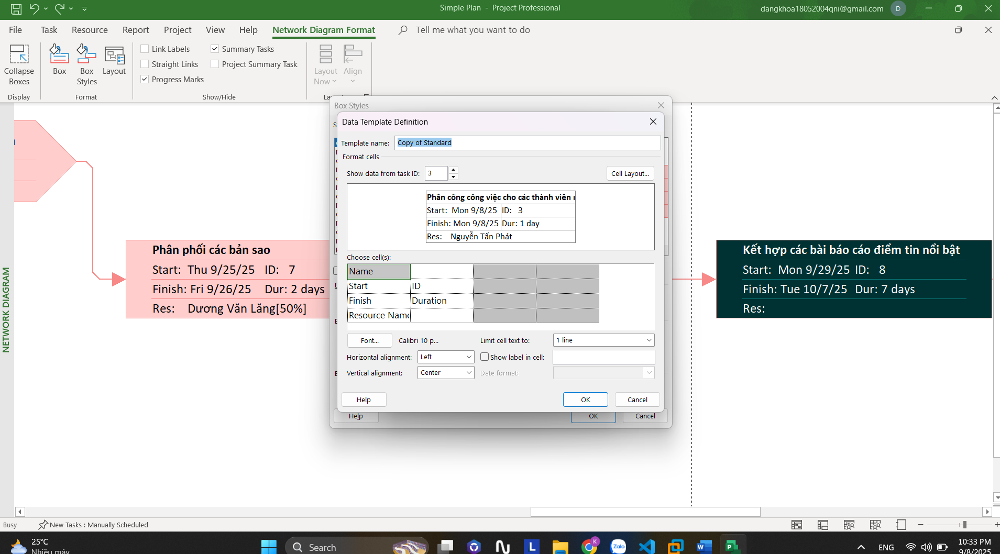 Simple Plan - Project Professional
dangkhoa18052004qni@gmail.com
D
File Task Resource Report Project View Help Network Diagram Format Tell me what you want to do
Collapse Boxes
Box
Box Styles
Layout
Link Labels
Straight Links
Progress Marks
Summary Tasks
Project Summary Task
Layout Now
Align
Display
Format
Show/Hide
Box Styles
Data Template Definition
Template name: Copy of Standard
Format cells
Show data from task ID: 3
Cell Layout...
Phân công công việc cho các thành viên
Start: Mon 9/8/25 ID: 3
Finish: Mon 9/8/25 Dur: 1 day
Res: Nguyễn Tấn Phát
Choose cell(s):
Name
Start ID
Finish Duration
Resource Name
Font... Calibri 10 p... Limit cell text to: 1 line
Horizontal alignment: Left Show label in cell:
Vertical alignment: Center Date format:
Help OK Cancel
Help OK Cancel
NETWORK DIAGRAM
Phân phối các bản sao
Start: Thu 9/25/25 ID: 7
Finish: Fri 9/26/25 Dur: 2 days
Res: Dương Văn Lăng[50%]
Kết hợp các bài báo cáo điểm tin nổi bật
Start: Mon 9/29/25 ID: 8
Finish: Tue 10/7/25 Dur: 7 days
Res:
Busy New Tasks : Manually Scheduled
25°C
Nhiều mây
Search
L
K
Zalo
W
P
ENG
10:33 PM
9/8/2025